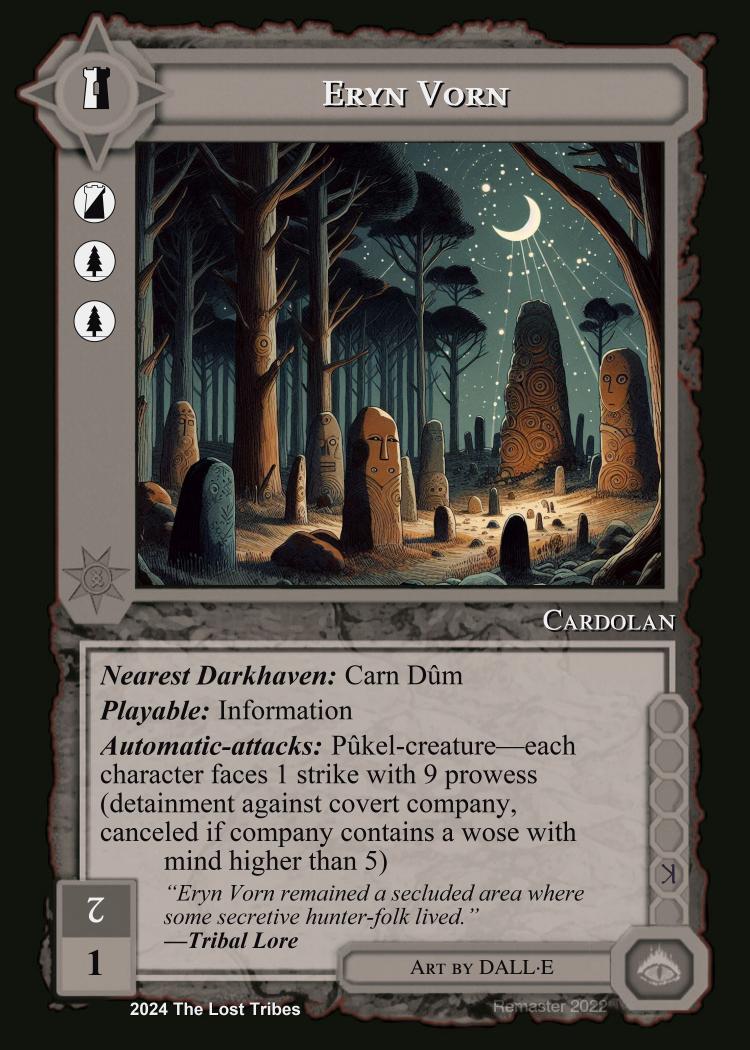 Eryn Vorn
Cardolan
Nearest Darkhaven: Carn Dûm
Playable: Information
Automatic-attacks: Pûkel-creature—each
character faces 1 strike with 9 prowess
(detainment against covert company,
canceled if company contains a wose with
mind higher than 5)
“Eryn Vorn remained a secluded area where
some secretive hunter-folk lived.”
—Tribal Lore
K
2
1
Art by DALL·E
2024 The Lost Tribes
Remaster 2022